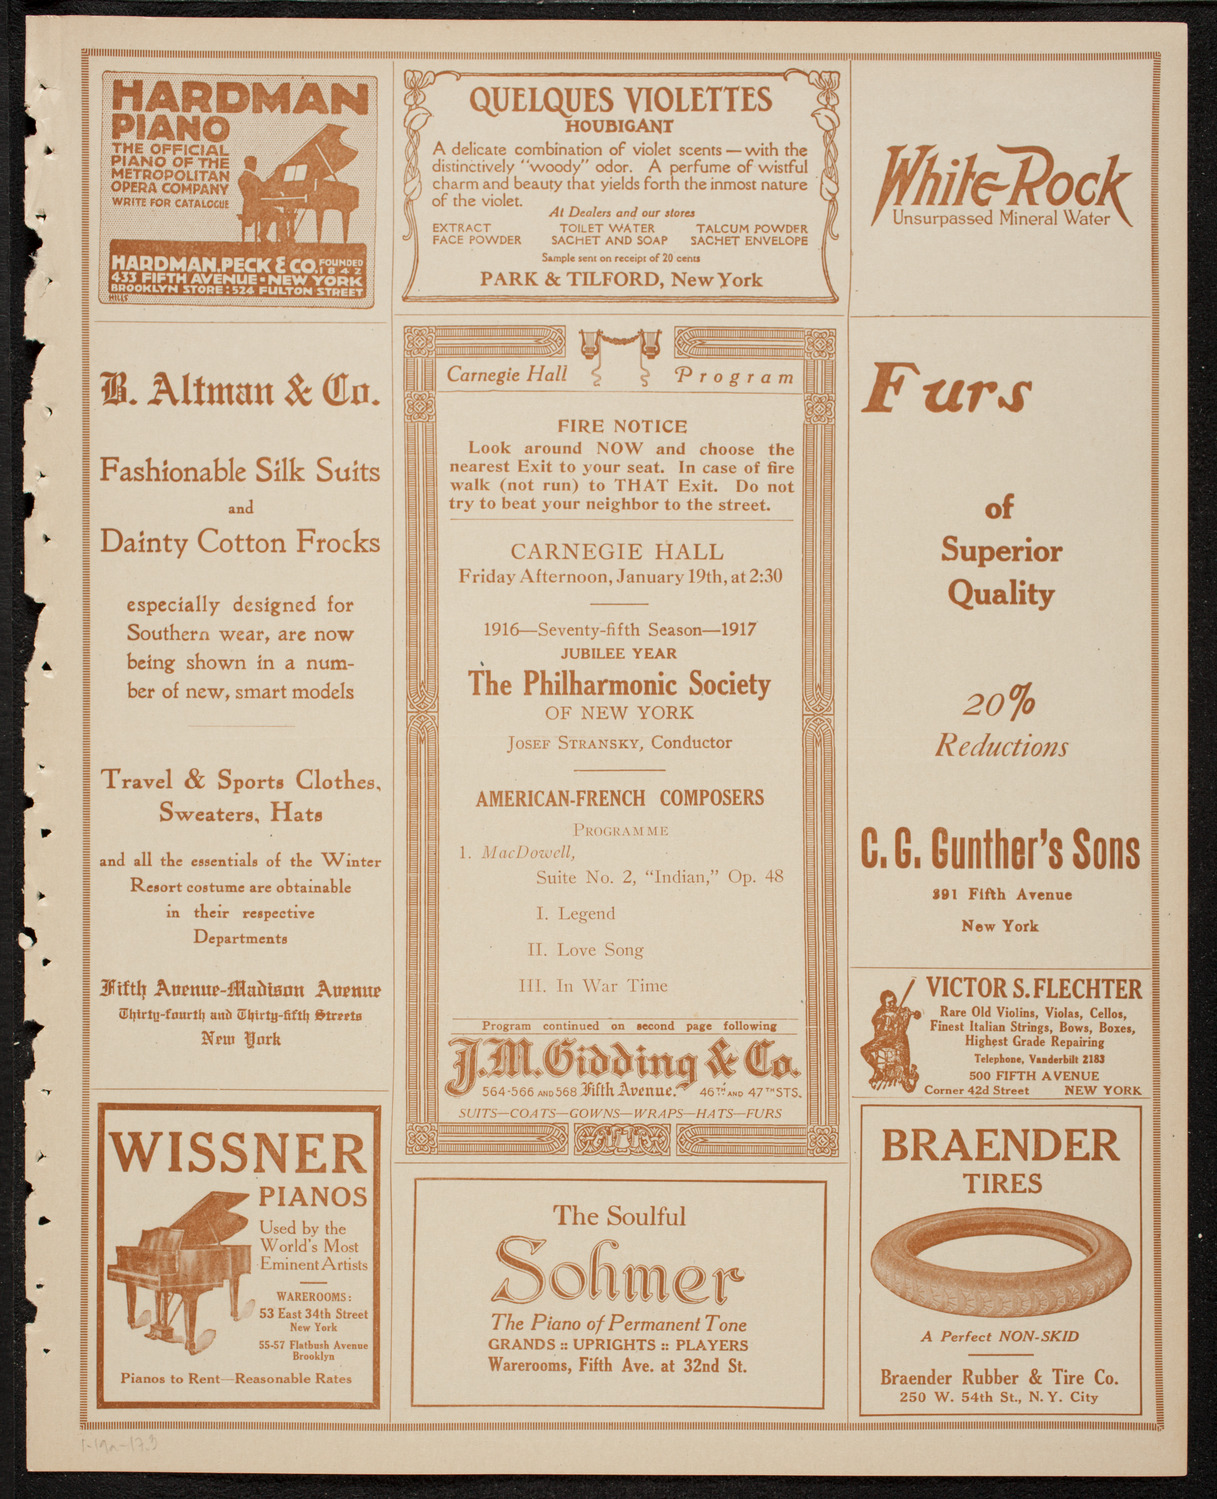 HARDMAN
PIANO
THE OFFICIAL
PIANO OF THE
METROPOLITAN
OPERA COMPANY
WRITE FOR CATALOGUE
HARDMAN, PECK & CO. FOUNDED 1842
433 FIFTH AVENUE · NEW YORK
BROOKLYN STORE: 524 FULTON STREET
HILLS
QUELQUES VIOLETTES
HOUBIGANT
A delicate combination of violet scents — with the
distinctively "woody" odor. A perfume of wistful
charm and beauty that yields forth the inmost nature
of the violet.
At Dealers and our stores
EXTRACT TOILET WATER TALCUM POWDER
FACE POWDER SACHET AND SOAP SACHET ENVELOPE
Sample sent on receipt of 20 cents
PARK & TILFORD, New York
White Rock
Unsurpassed Mineral Water
B. Altman & Co.
Fashionable Silk Suits
and
Dainty Cotton Frocks
especially designed for
Southern wear, are now
being shown in a num-
ber of new, smart models
Travel & Sports Clothes,
Sweaters, Hats
and all the essentials of the Winter
Resort costume are obtainable
in their respective
Departments
Fifth Avenue-Madison Avenue
Thirty-fourth and Thirty-fifth Streets
New York
Carnegie Hall Program
FIRE NOTICE
Look around NOW and choose the
nearest Exit to your seat. In case of fire
walk (not run) to THAT Exit. Do not
try to beat your neighbor to the street.
CARNEGIE HALL
Friday Afternoon, January 19th, at 2:30
1916—Seventy-fifth Season—1917
JUBILEE YEAR
The Philharmonic Society
OF NEW YORK
JOSEF STRANSKY, Conductor
AMERICAN-FRENCH COMPOSERS
PROGRAMME
1. MacDowell,
Suite No. 2, "Indian," Op. 48
I. Legend
II. Love Song
III. In War Time
Program continued on second page following
J. M. Gidding & Co.
564-566 AND 568 Fifth Avenue. 46TH AND 47TH STS.
SUITS—COATS—GOWNS—WRAPS—HATS—FURS
Furs
of
Superior
Quality
20%
Reductions
C. G. Gunther's Sons
391 Fifth Avenue
New York
VICTOR S. FLECHTER
Rare Old Violins, Violas, Cellos,
Finest Italian Strings, Bows, Boxes,
Highest Grade Repairing
Telephone, Vanderbilt 2183
500 FIFTH AVENUE
Corner 42d Street NEW YORK
WISSNER
PIANOS
Used by the
World's Most
Eminent Artists
WAREROOMS:
53 East 34th Street
New York
55-57 Flatbush Avenue
Brooklyn
Pianos to Rent—Reasonable Rates
The Soulful
Sohmer
The Piano of Permanent Tone
GRANDS :: UPRIGHTS :: PLAYERS
Warerooms, Fifth Ave. at 32nd St.
BRAENDER
TIRES
A Perfect NON-SKID
Braender Rubber & Tire Co.
250 W. 54th St., N. Y. City